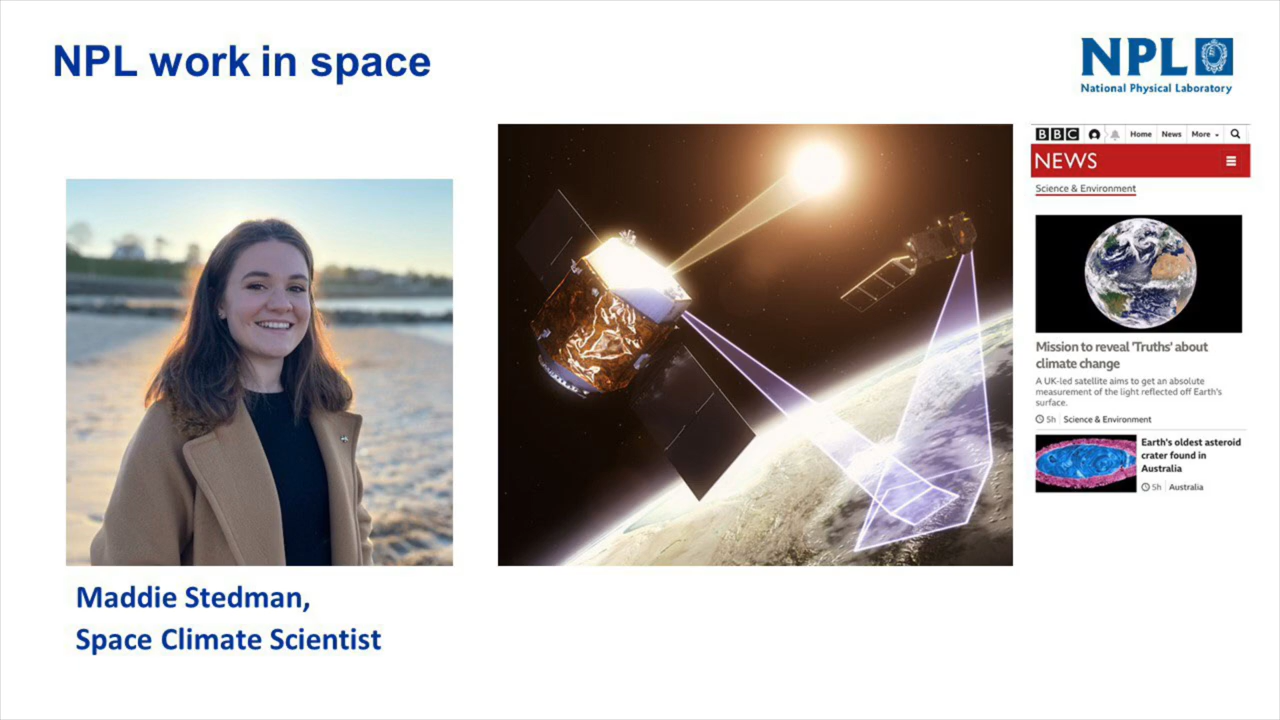 NPL work in space
NPL
National Physical Laboratory
BBC Home News More
NEWS
Science & Environment
Mission to reveal 'Truths' about
climate change
A UK-led satellite aims to get an absolute
measurement of the light reflected off Earth's
surface.
5h Science & Environment
Earth's oldest asteroid
crater found in
Australia
5h Australia
Maddie Stedman,
Space Climate Scientist